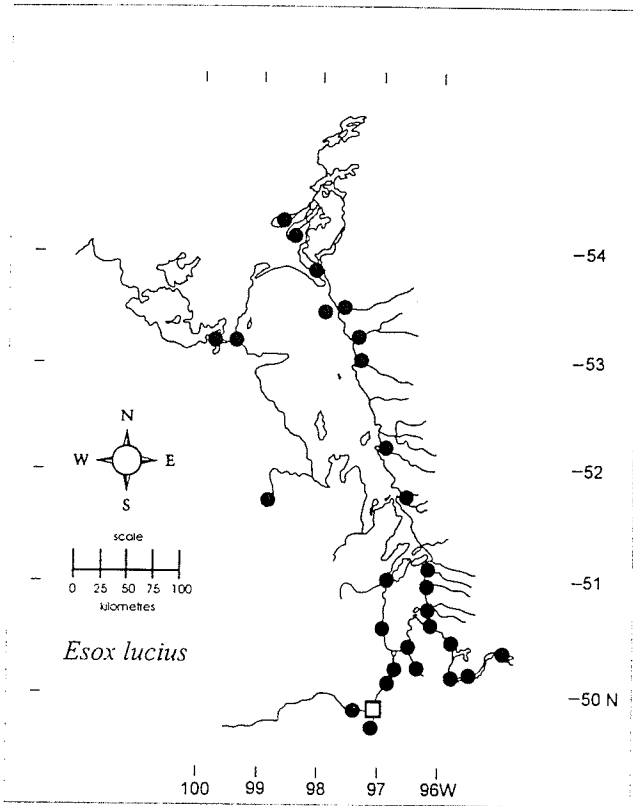 –54
–53
N
W E
S
–52
scale
0 25 50 75 100
kilometres
–51
Esox lucius
–50 N
100 99 98 97 96W